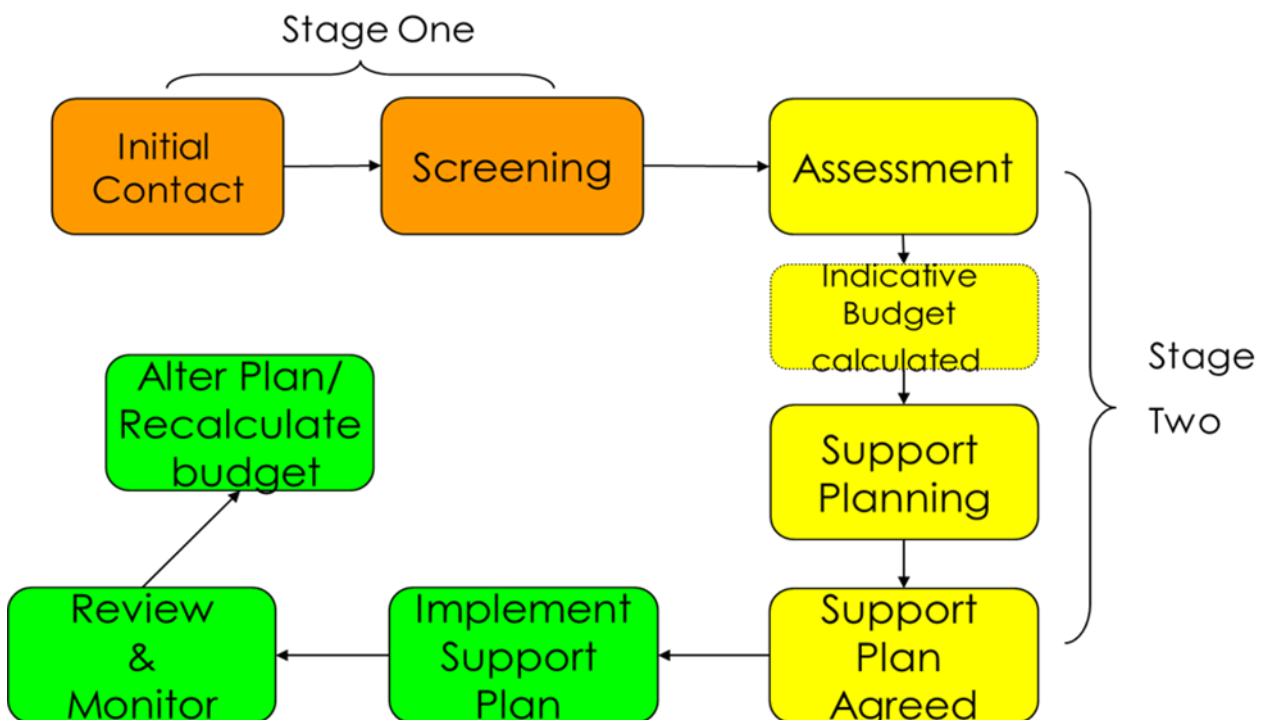 Stage One
Initial
Contact
Screening
Assessment
Indicative
Budget
calculated
Stage
Two
Alter Plan/
Recalculate
budget
Support
Planning
Review
&
Monitor
Implement
Support
Plan
Support
Plan
Agreed